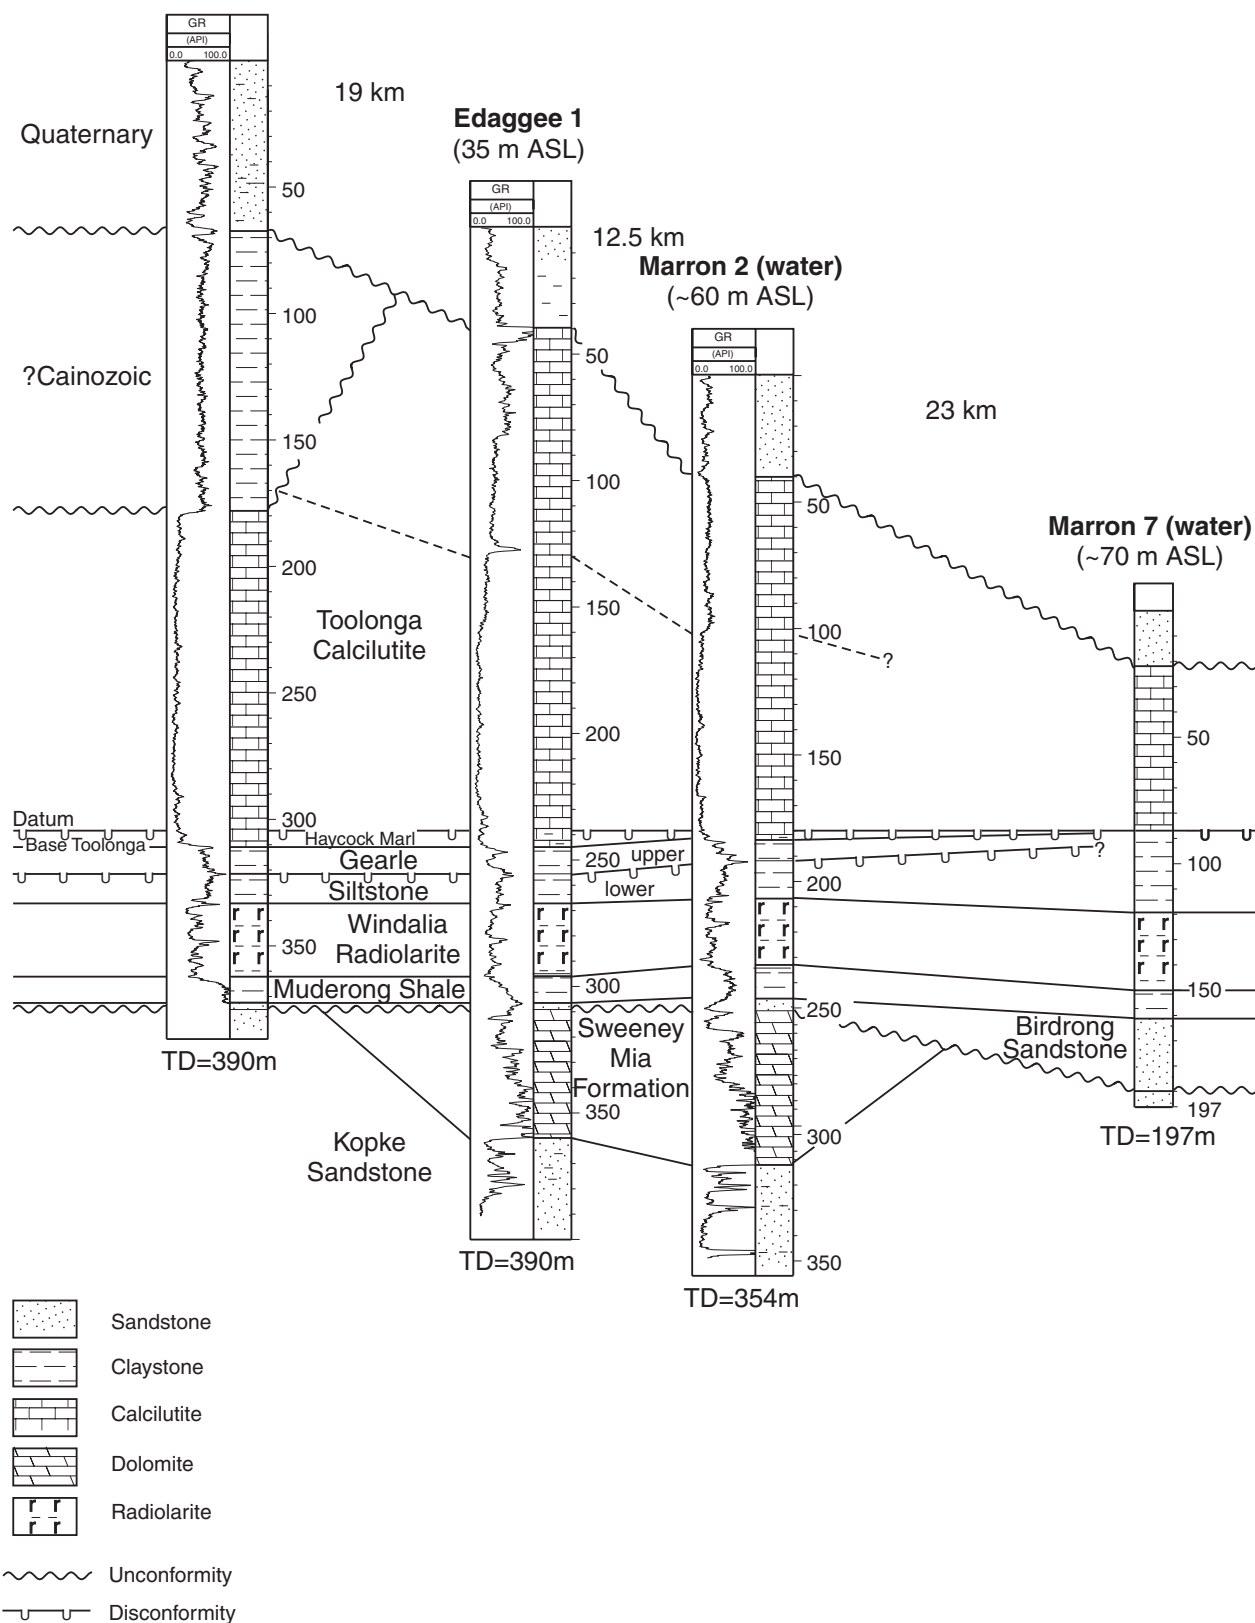 GR
(API)
0.0 100.0
19 km
Quaternary
50
100
?Cainozoic
150
200
Toolonga
Calcilutite
250
300
Datum
Base Toolonga
Haycock Marl
Gearle
Siltstone
upper
lower
Windalia
Radiolarite
350
Muderong Shale
TD=390m
Edaggee 1
(35 m ASL)
GR
(API)
0.0 100.0
12.5 km
50
100
150
200
250
300
Sweeney
Mia
Formation
350
Kopke
Sandstone
TD=390m
Marron 2 (water)
(~60 m ASL)
GR
(API)
0.0 100.0
23 km
50
100
?
150
200
?
250
300
350
TD=354m
Marron 7 (water)
(~70 m ASL)
50
100
150
Birdrong
Sandstone
197
TD=197m
r r
r r
r r
r r
r r
r r
r r
r r
r r
r r
r r
r r
Sandstone
Claystone
Calcilutite
Dolomite
r r
r r
Radiolarite
Unconformity
Disconformity